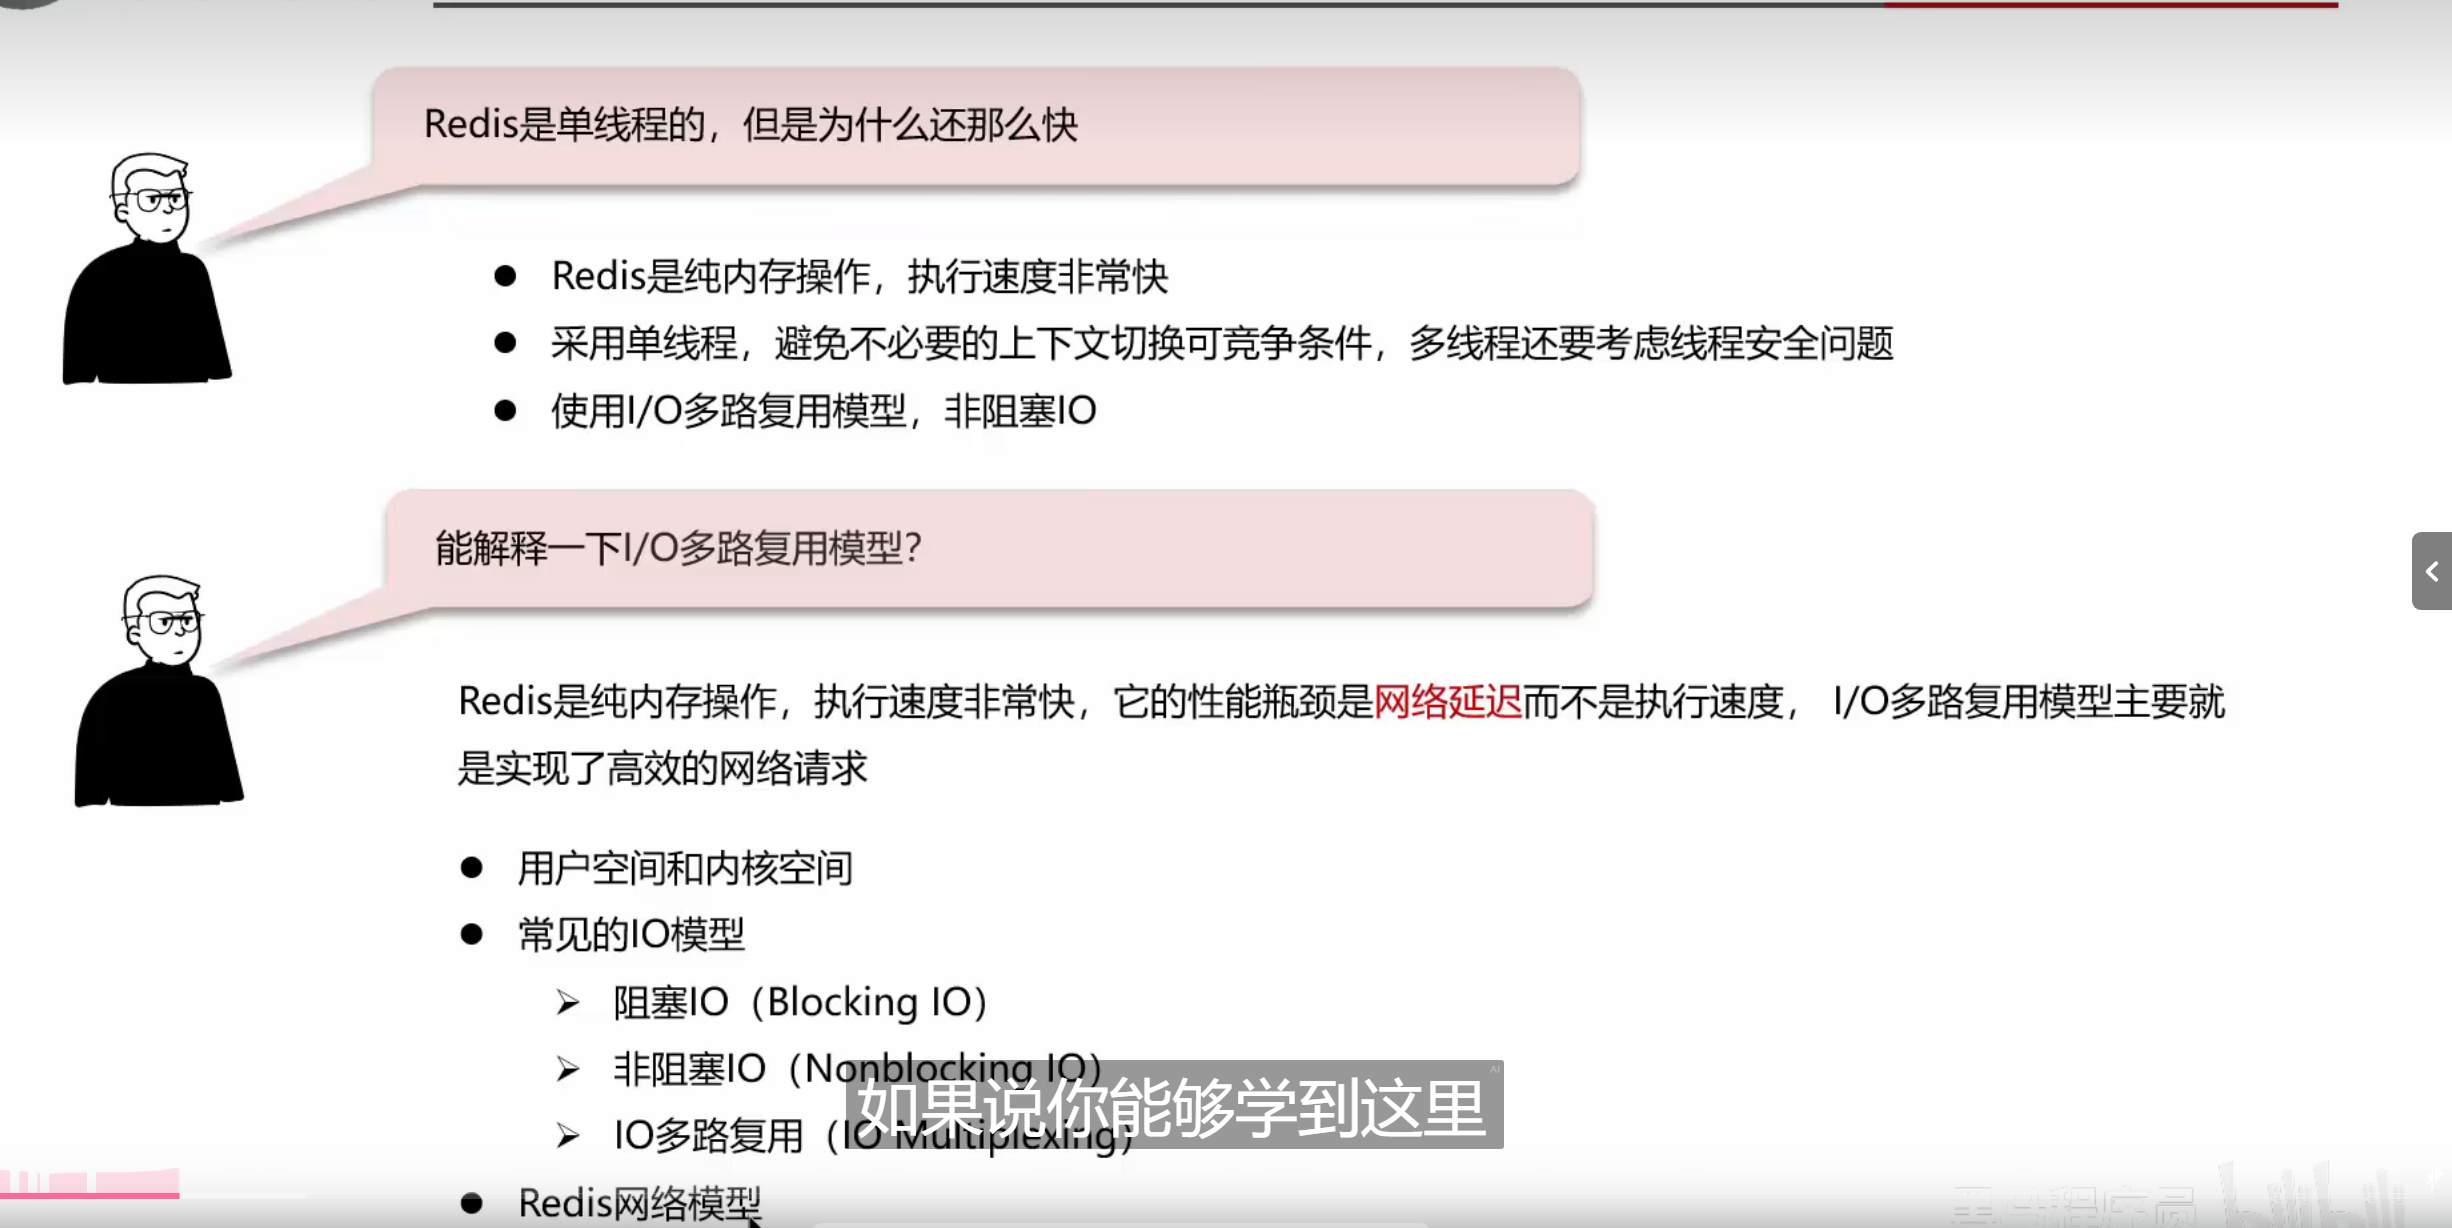 Redis是单线程的，但是为什么还那么快
Redis是纯内存操作，执行速度非常快
采用单线程，避免不必要的上下文切换可竞争条件，多线程还要考虑线程安全问题
使用I/O多路复用模型，非阻塞IO
能解释一下I/O多路复用模型？
Redis是纯内存操作，执行速度非常快，它的性能瓶颈是网络延迟而不是执行速度， I/O多路复用模型主要就
是实现了高效的网络请求
用户空间和内核空间
常见的IO模型
阻塞IO（Blocking IO）
非阻塞IO（Nonblocking IO）
AI
如果说你能够学到这里
IO多路复用（IO Multiplexing）
Redis网络模型
bilibili